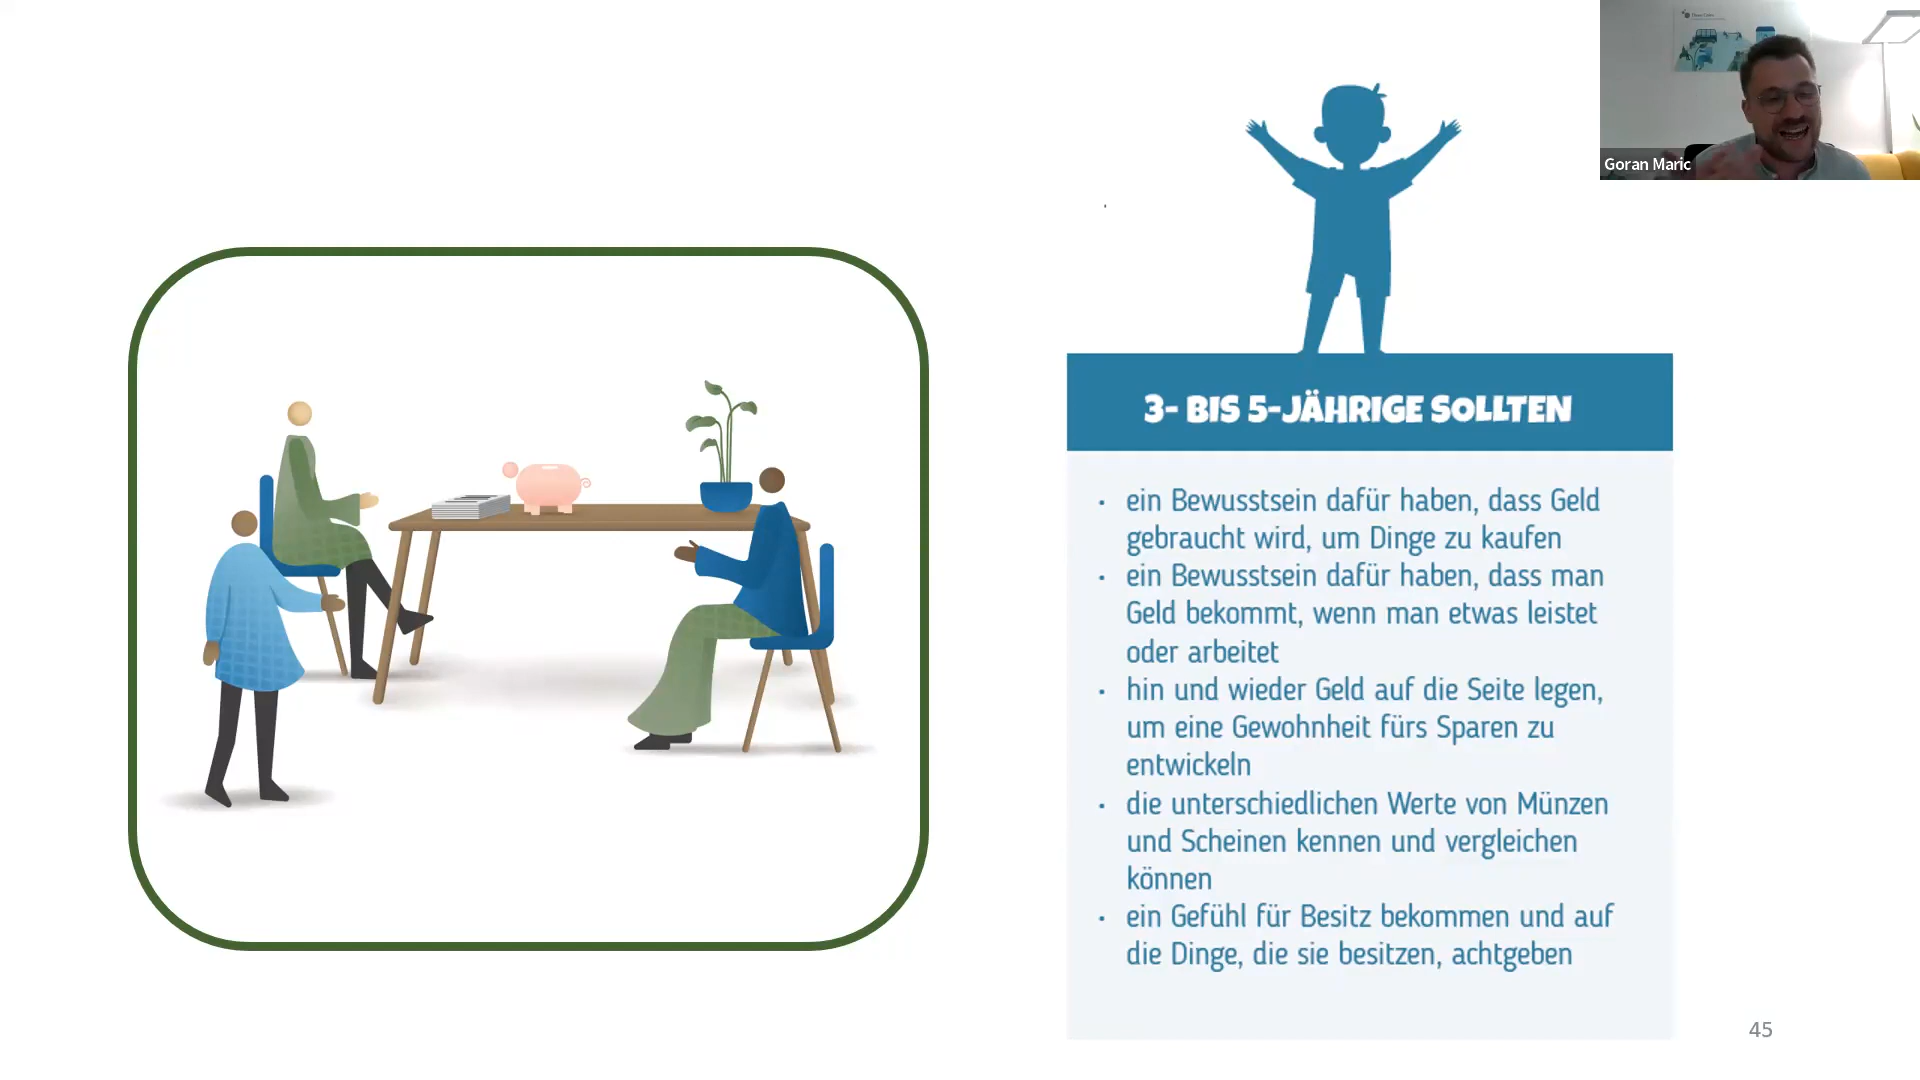 Goran Maric
3- BIS 5-JÄHRIGE SOLLTEN
• ein Bewusstsein dafür haben, dass Geld
gebraucht wird, um Dinge zu kaufen
• ein Bewusstsein dafür haben, dass man
Geld bekommt, wenn man etwas leistet
oder arbeitet
• hin und wieder Geld auf die Seite legen,
um eine Gewohnheit fürs Sparen zu
entwickeln
• die unterschiedlichen Werte von Münzen
und Scheinen kennen und vergleichen
können
• ein Gefühl für Besitz bekommen und auf
die Dinge, die sie besitzen, achtgeben
45